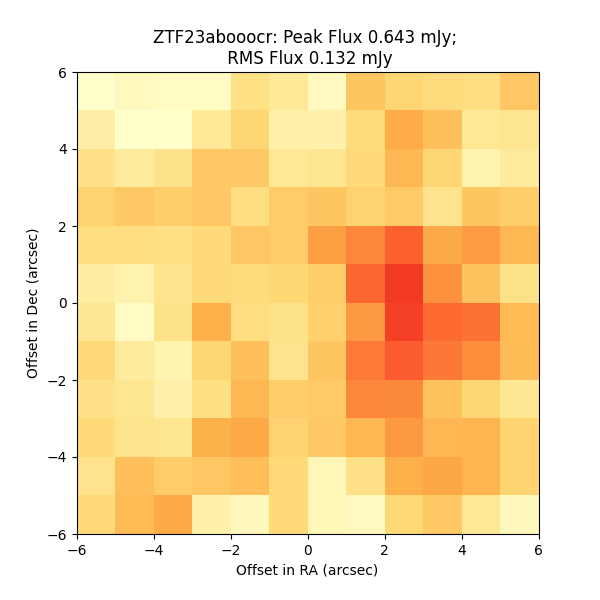 ZTF23abooocr: Peak Flux 0.643 mJy;
RMS Flux 0.132 mJy
6
4
2
0
−2
−4
−6
Offset in Dec (arcsec)
−6 −4 −2 0 2 4 6
Offset in RA (arcsec)